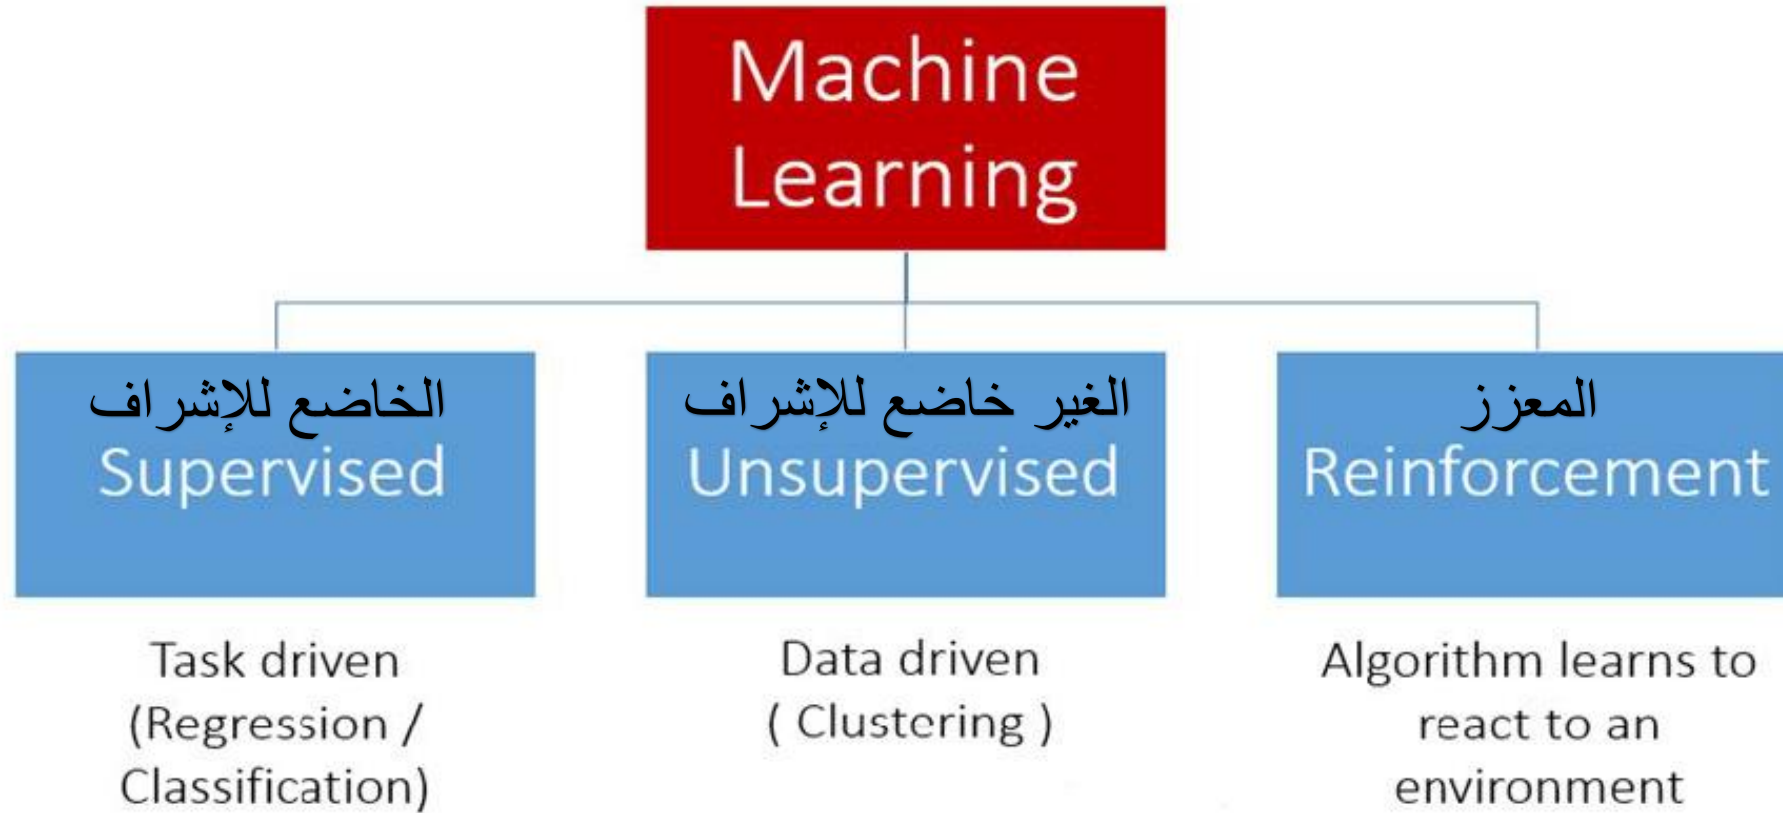 Machine
Learning
الخاضع للإشراف
Supervised
الغير خاضع للإشراف
Unsupervised
المعزز
Reinforcement
Task driven
(Regression /
Classification)
Data driven
( Clustering )
Algorithm learns to
react to an
environment